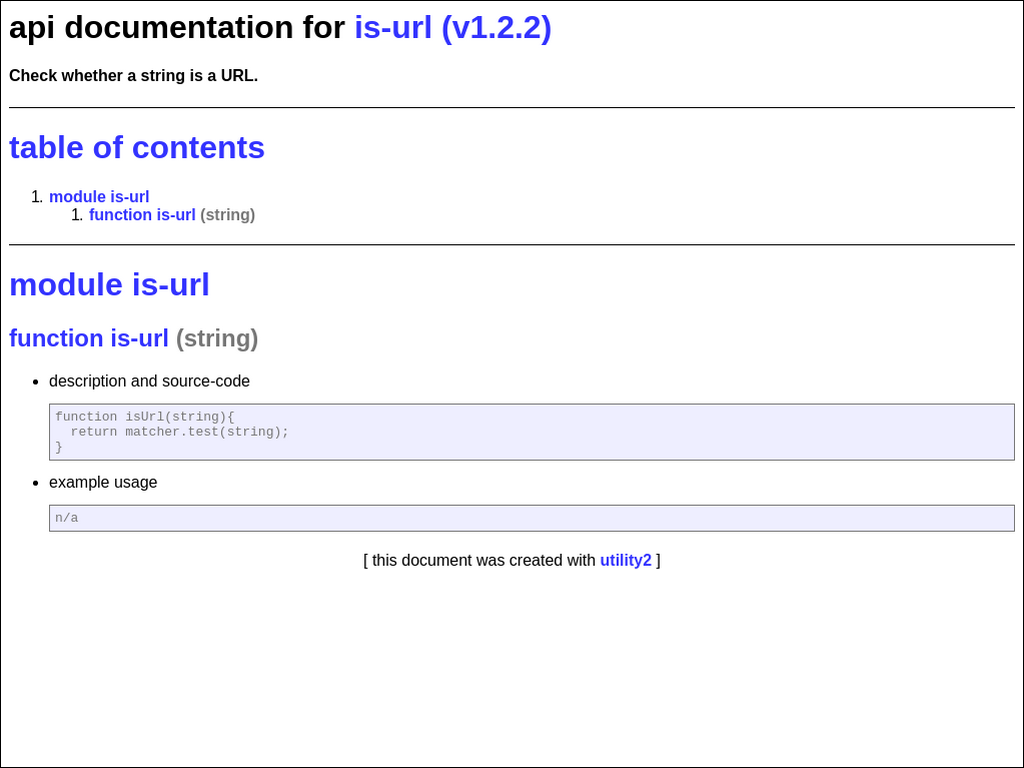 api documentation for is-url (v1.2.2)
Check whether a string is a URL.
table of contents
1. module is-url
1. function is-url (string)
module is-url
function is-url (string)
• description and source-code
function isUrl(string){
  return matcher.test(string);
}
• example usage
n/a
[ this document was created with utility2 ]